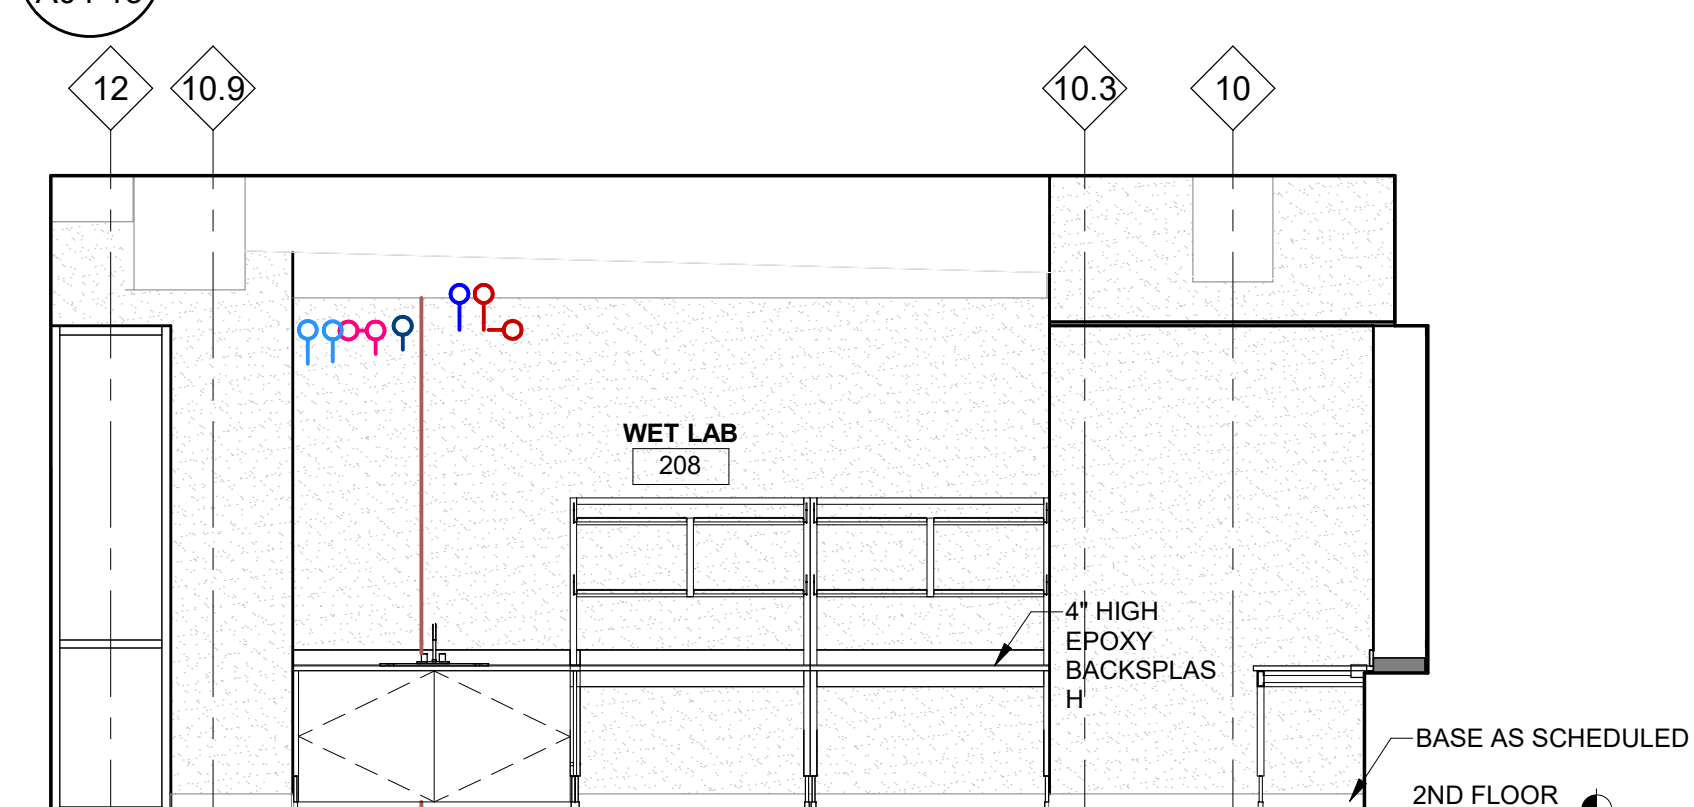 12
10.9
10.3
10
WET LAB
208
4" HIGH
EPOXY
BACKSPLAS
H
BASE AS SCHEDULED
2ND FLOOR